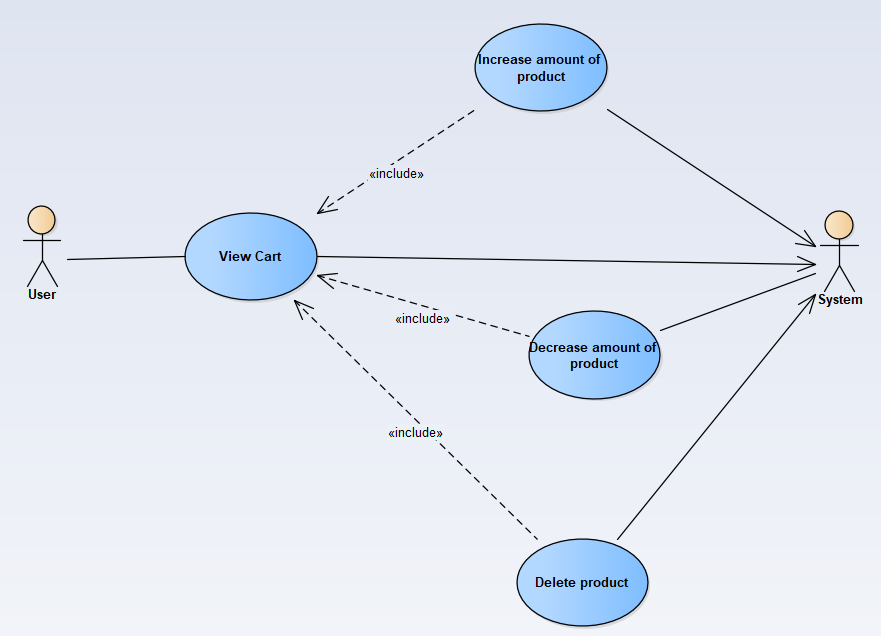 Increase amount of
product
«include»
View Cart
User
System
«include»
Decrease amount of
product
«include»
Delete product